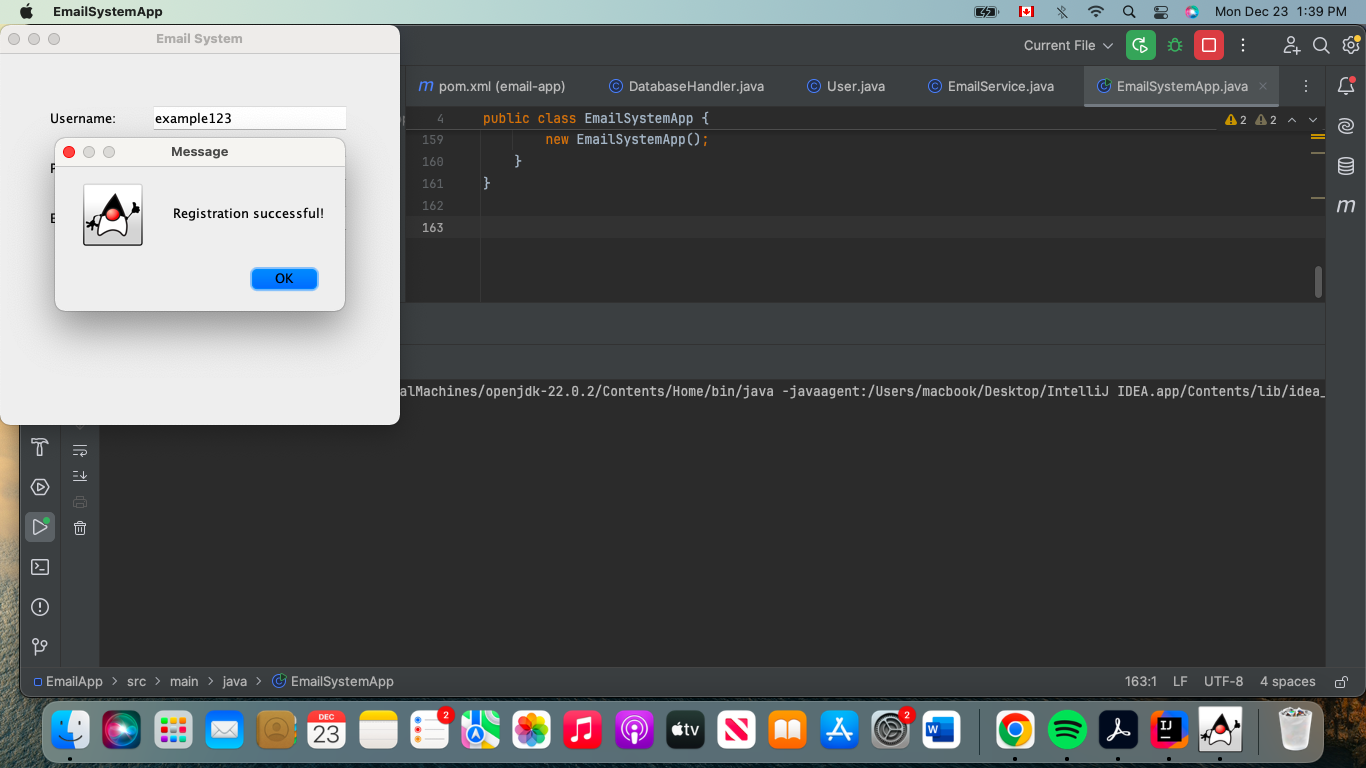 EmailSystemApp
Mon Dec 23 1:39 PM
Email System
Username:
example123
Message
Registration successful!
OK
Current File
pom.xml (email-app)
DatabaseHandler.java
User.java
EmailService.java
EmailSystemApp.java
4 public class EmailSystemApp {
2 2
159 new EmailSystemApp();
160 }
161 }
162
163
alMachines/openjdk-22.0.2/Contents/Home/bin/java -javaagent:/Users/macbook/Desktop/IntelliJ IDEA.app/Contents/lib/idea_
EmailApp > src > main > java > EmailSystemApp
163:1 LF UTF-8 4 spaces
2
DEC
23
tv
2
W
IJ